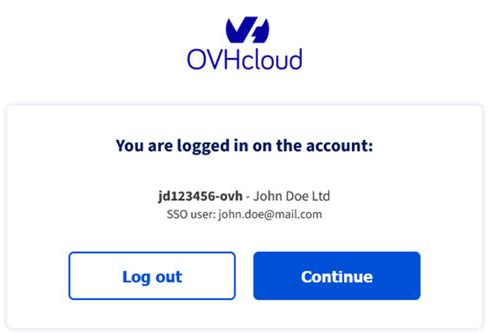 OVHcloud
You are logged in on the account:
jd123456-ovh - John Doe Ltd
SSO user: john.doe@mail.com
Log out
Continue